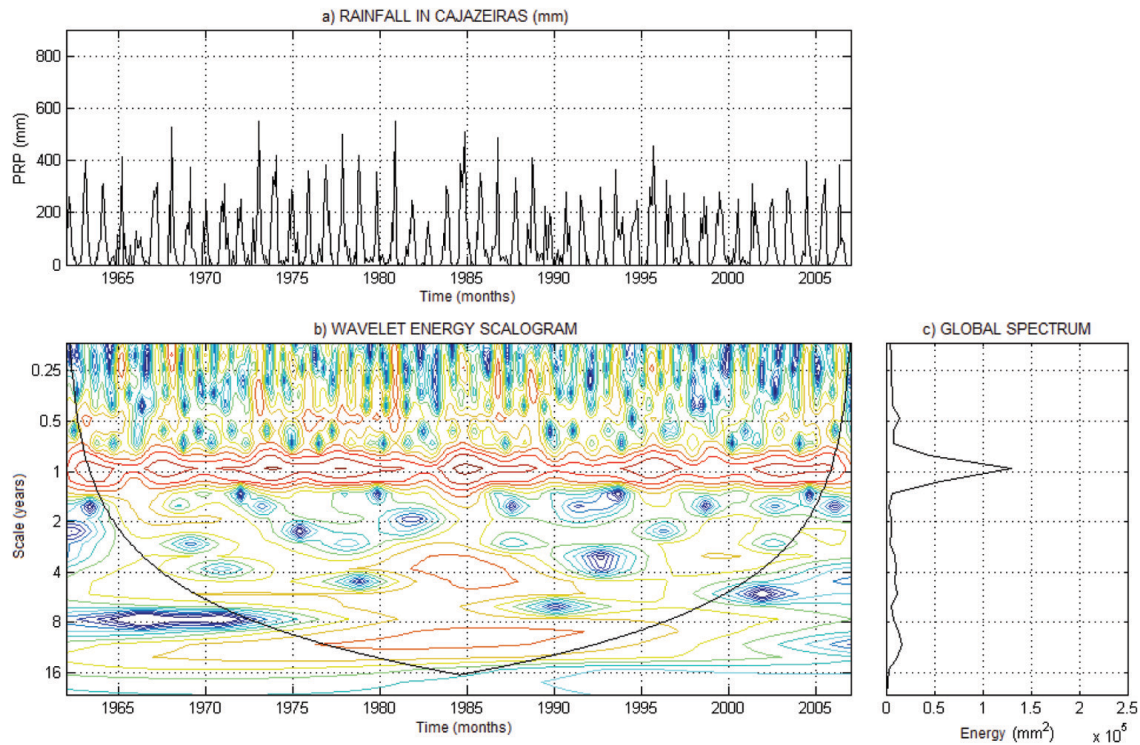 a) RAINFALL IN CAJAZEIRAS (mm)
PRP (mm)
800
600
400
200
0
1965 1970 1975 1980 1985 1990 1995 2000 2005
Time (months)
b) WAVELET ENERGY SCALOGRAM
Scale (years)
0.25
0.5
1
2
4
8
16
1965 1970 1975 1980 1985 1990 1995 2000 2005
Time (months)
c) GLOBAL SPECTRUM
0 0.5 1 1.5 2 2.5
Energy (mm²) x 10⁵